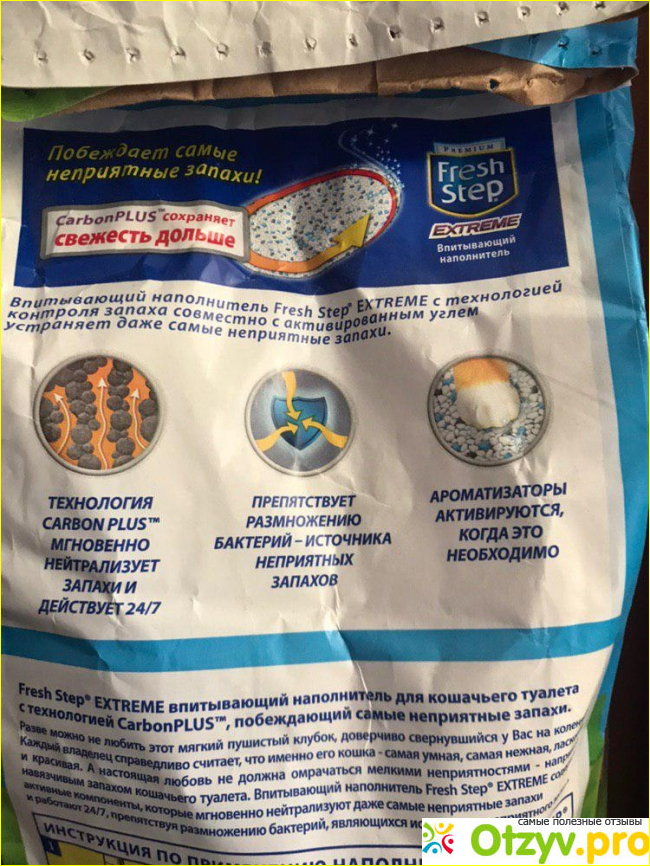 Побеждает самые
неприятные запахи!
PREMIUM
Fresh
Step®
EXTREME
Впитывающий
наполнитель
CarbonPLUS™ сохраняет
свежесть дольше
Впитывающий наполнитель Fresh Step® EXTREME с технологией
контроля запаха совместно с активированным углем
Устраняет даже самые неприятные запахи.
ТЕХНОЛОГИЯ
CARBON PLUS™
МГНОВЕННО
НЕЙТРАЛИЗУЕТ
ЗАПАХИ И
ДЕЙСТВУЕТ 24/7
ПРЕПЯТСТВУЕТ
РАЗМНОЖЕНИЮ
БАКТЕРИЙ – ИСТОЧНИКА
НЕПРИЯТНЫХ
ЗАПАХОВ
АРОМАТИЗАТОРЫ
АКТИВИРУЮТСЯ,
КОГДА ЭТО
НЕОБХОДИМО
Fresh Step® EXTREME впитывающий наполнитель для кошачьего туалета
с технологией CarbonPLUS™, побеждающий самые неприятные запахи.
Разве можно не любить этот мягкий пушистый клубок, доверчиво свернувшийся у Вас на
Каждый владелец справедливо считает, что именно его кошка - самая умная, самая нежная,
и красивая. А настоящая любовь не должна омрачаться мелкими неприятностями -
навязчивым запахом кошачьего туалета. Впитывающий наполнитель Fresh Step® EXTREME
активные компоненты, которые мгновенно нейтрализуют даже самые неприятные запахи
и работают 24/7, препятствуя размножению бактерий, являющихся
ИНСТРУКЦИЯ ПО
самые полезные отзывы
Otzyv.pro